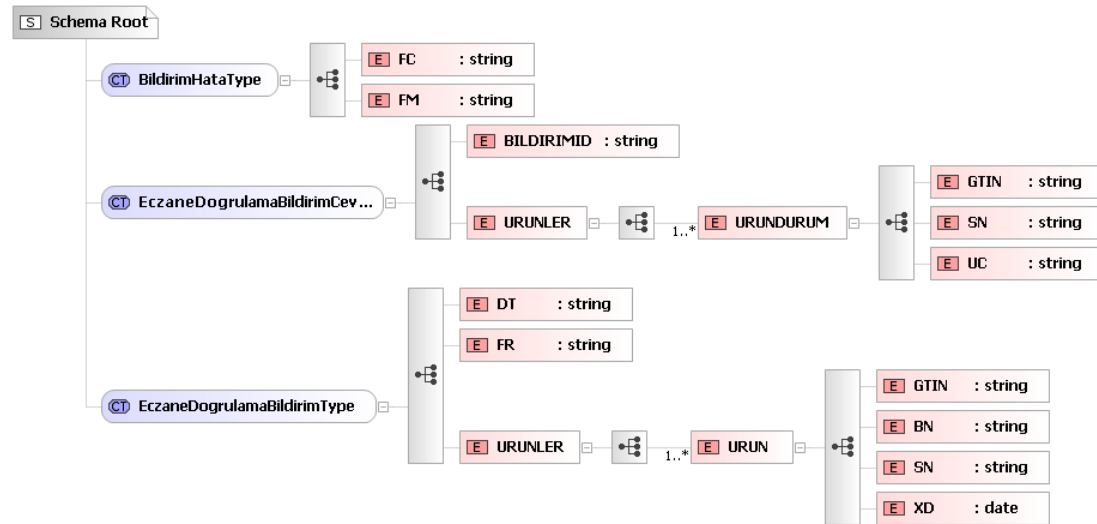 S Schema Root
CT BildirimHataType
E FC : string
E FM : string
CT EczaneDogrulamaBildirimCev...
E BILDIRIMID : string
E URUNLER
1..*
E URUNDURUM
E GTIN : string
E SN : string
E UC : string
CT EczaneDogrulamaBildirimType
E DT : string
E FR : string
E URUNLER
1..*
E URUN
E GTIN : string
E BN : string
E SN : string
E XD : date